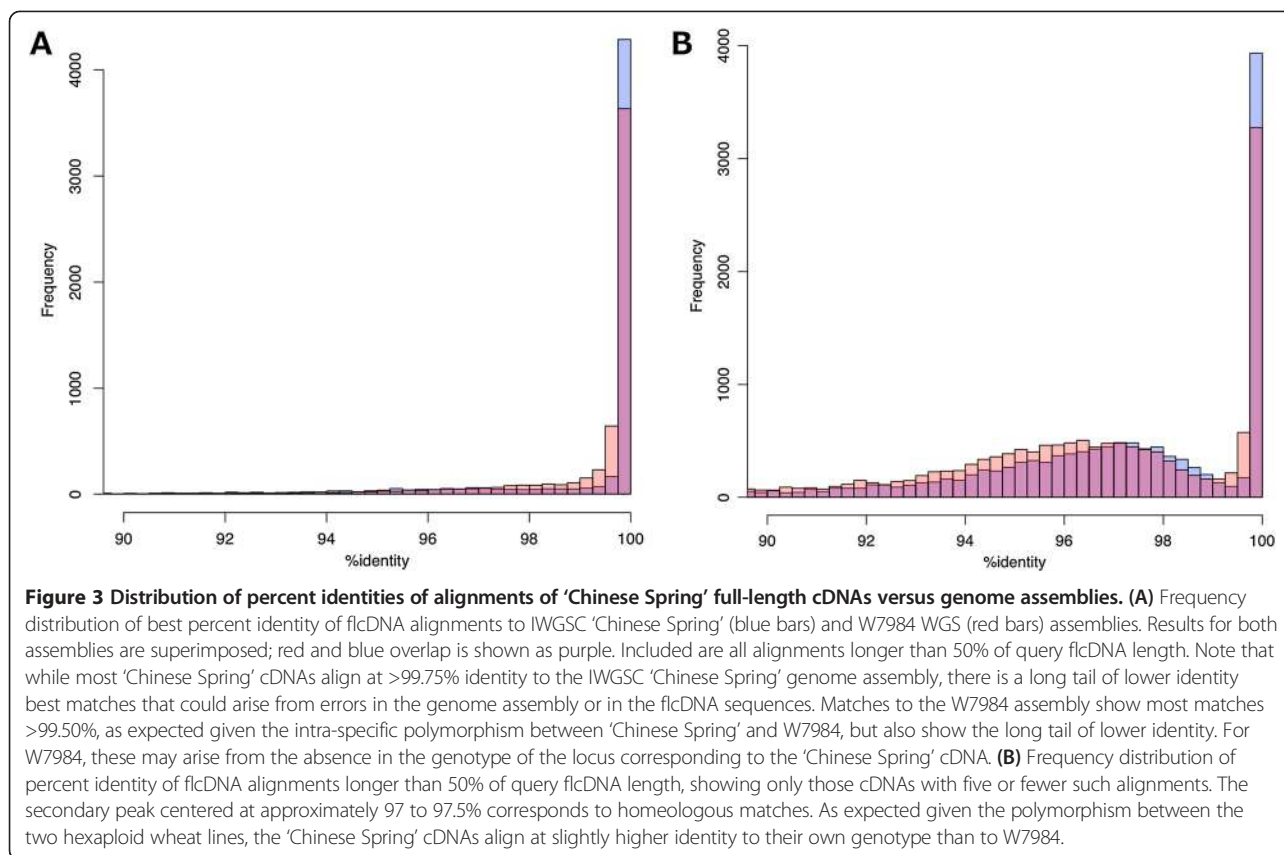 A
B
4000
3000
2000
1000
0
Frequency
90
92
94
96
98
100
%identity
4000
3000
2000
1000
0
Frequency
90
92
94
96
98
100
%identity
Figure 3 Distribution of percent identities of alignments of ‘Chinese Spring’ full-length cDNAs versus genome assemblies. (A) Frequency
distribution of best percent identity of flcDNA alignments to IWGSC ‘Chinese Spring’ (blue bars) and W7984 WGS (red bars) assemblies. Results for both
assemblies are superimposed; red and blue overlap is shown as purple. Included are all alignments longer than 50% of query flcDNA length. Note that
while most ‘Chinese Spring’ cDNAs align at >99.75% identity to the IWGSC ‘Chinese Spring’ genome assembly, there is a long tail of lower identity
best matches that could arise from errors in the genome assembly or in the flcDNA sequences. Matches to the W7984 assembly show most matches
>99.50%, as expected given the intra-specific polymorphism between ‘Chinese Spring’ and W7984, but also show the long tail of lower identity. For
W7984, these may arise from the absence in the genotype of the locus corresponding to the ‘Chinese Spring’ cDNA. (B) Frequency distribution of
percent identity of flcDNA alignments longer than 50% of query flcDNA length, showing only those cDNAs with five or fewer such alignments. The
secondary peak centered at approximately 97 to 97.5% corresponds to homeologous matches. As expected given the polymorphism between the
two hexaploid wheat lines, the ‘Chinese Spring’ cDNAs align at slightly higher identity to their own genotype than to W7984.